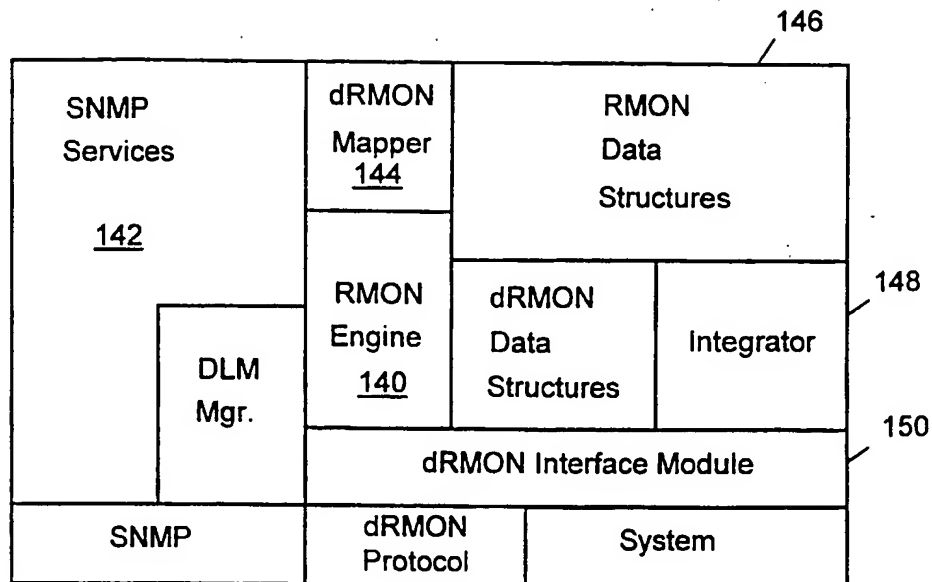 146
SNMP
Services
142
dRMON
Mapper
144
RMON
Data
Structures
148
RMON
Engine
140
dRMON
Data
Structures
Integrator
DLM
Mgr.
150
dRMON Interface Module
SNMP
dRMON
Protocol
System